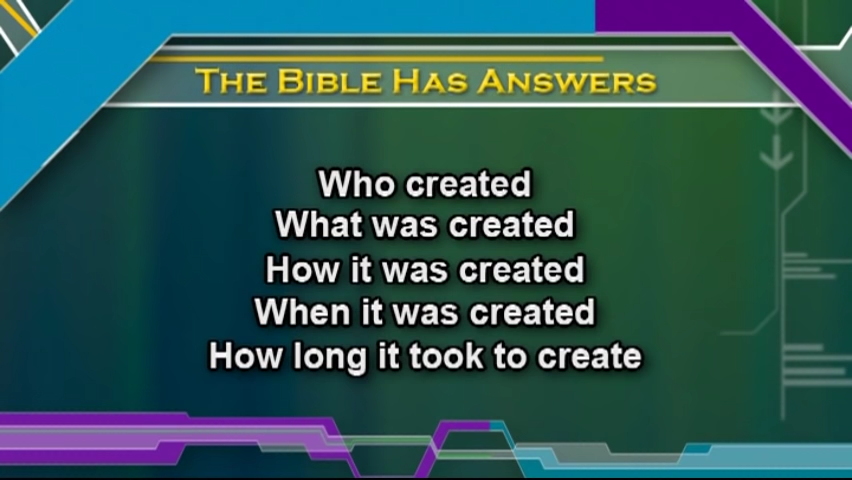 The Bible Has Answers
Who created
What was created
How it was created
When it was created
How long it took to create